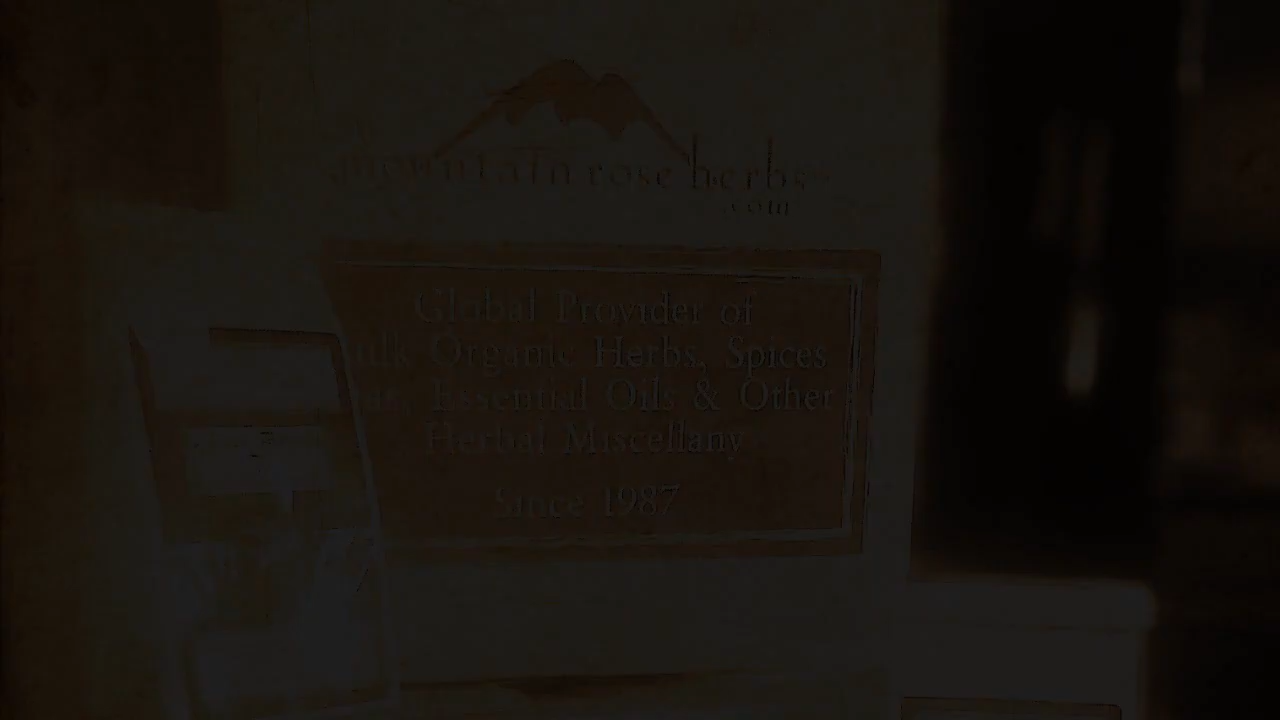 mountain rose herbs
.com
Global Provider of
Organic Herbs, Spices
Essential Oils & Other
Herbal Miscellany
Since 1987